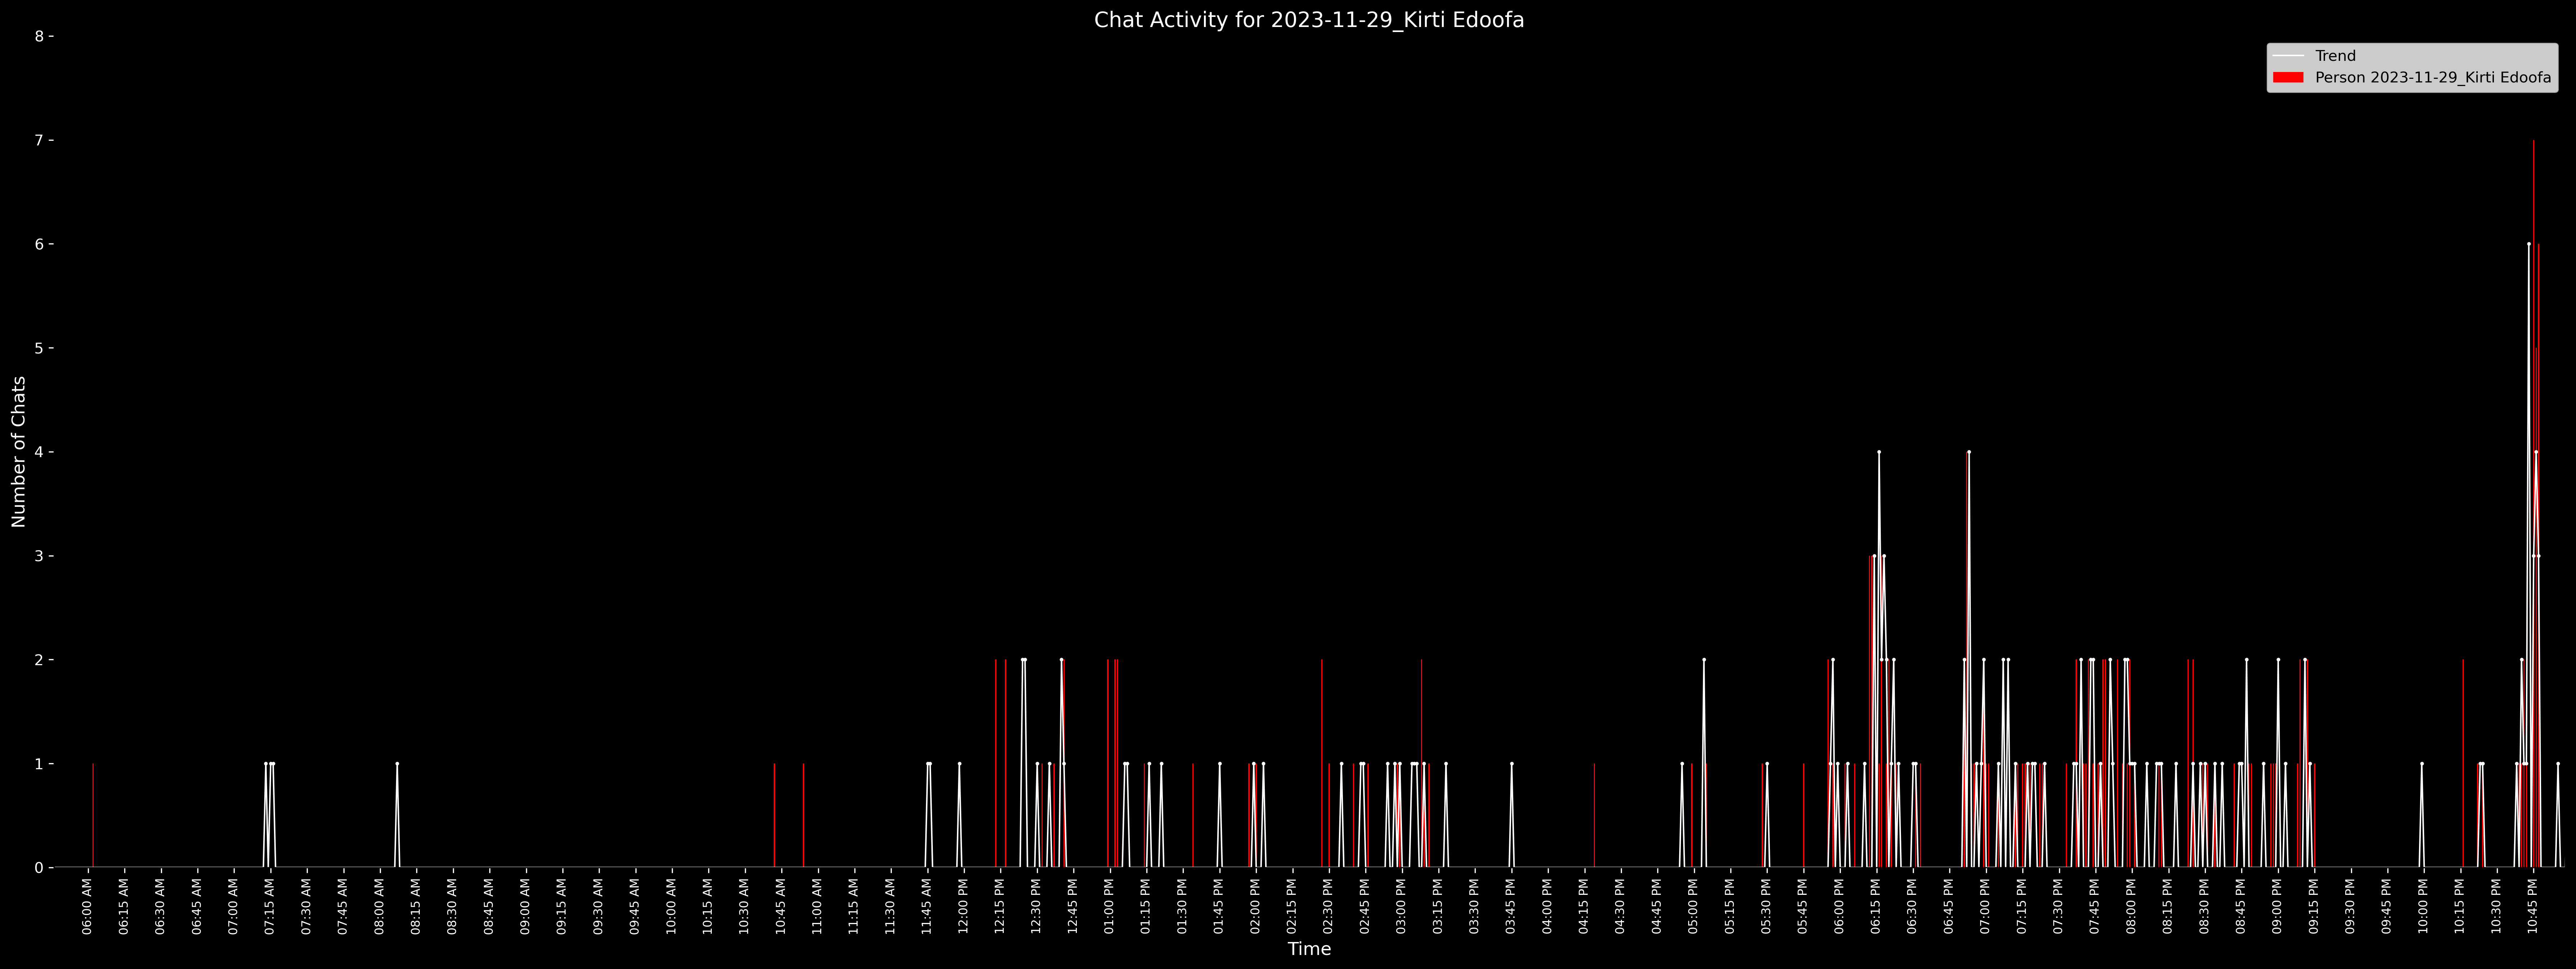 Chat Activity for 2023-11-29_Kirti Edoofa
Trend
Person 2023-11-29_Kirti Edoofa
Number of Chats
8
7
6
5
4
3
2
1
0
06:00 AM
06:15 AM
06:30 AM
06:45 AM
07:00 AM
07:15 AM
07:30 AM
07:45 AM
08:00 AM
08:15 AM
08:30 AM
08:45 AM
09:00 AM
09:15 AM
09:30 AM
09:45 AM
10:00 AM
10:15 AM
10:30 AM
10:45 AM
11:00 AM
11:15 AM
11:30 AM
11:45 AM
12:00 PM
12:15 PM
12:30 PM
12:45 PM
01:00 PM
01:15 PM
01:30 PM
01:45 PM
02:00 PM
02:15 PM
02:30 PM
02:45 PM
03:00 PM
03:15 PM
03:30 PM
03:45 PM
04:00 PM
04:15 PM
04:30 PM
04:45 PM
05:00 PM
05:15 PM
05:30 PM
05:45 PM
06:00 PM
06:15 PM
06:30 PM
06:45 PM
07:00 PM
07:15 PM
07:30 PM
07:45 PM
08:00 PM
08:15 PM
08:30 PM
08:45 PM
09:00 PM
09:15 PM
09:30 PM
09:45 PM
10:00 PM
10:15 PM
10:30 PM
10:45 PM
Time